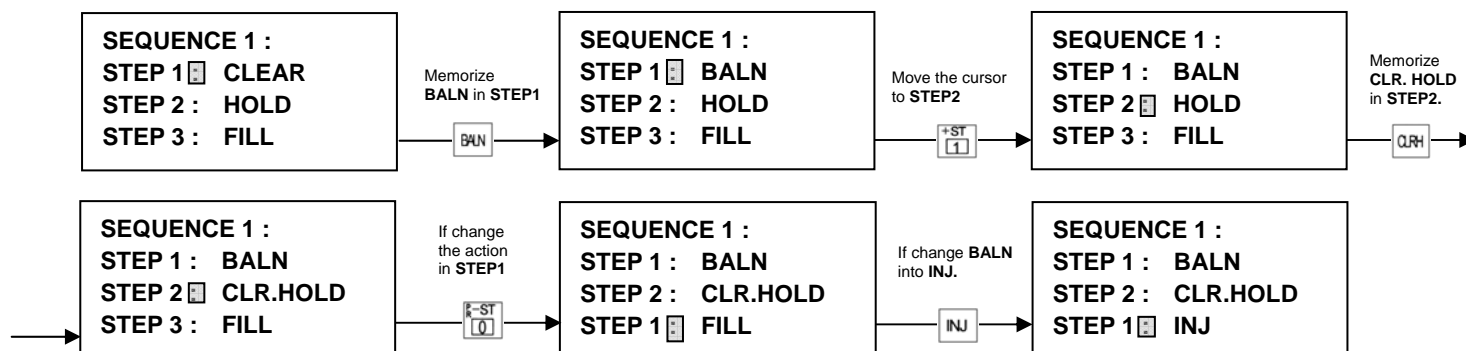 SEQUENCE 1 :
STEP 1 : CLEAR
STEP 2 : HOLD
STEP 3 : FILL
Memorize
BALN in STEP1
BALN
SEQUENCE 1 :
STEP 1 : BALN
STEP 2 : HOLD
STEP 3 : FILL
Move the cursor
to STEP2
+ST
1
SEQUENCE 1 :
STEP 1 : BALN
STEP 2 : HOLD
STEP 3 : FILL
Memorize
CLR. HOLD
in STEP2.
CLRH
SEQUENCE 1 :
STEP 1 : BALN
STEP 2 : CLR.HOLD
STEP 3 : FILL
If change
the action
in STEP1
-ST
0
SEQUENCE 1 :
STEP 1 : BALN
STEP 2 : CLR.HOLD
STEP 1 : FILL
If change BALN
into INJ.
INJ
SEQUENCE 1 :
STEP 1 : BALN
STEP 2 : CLR.HOLD
STEP 1 : INJ